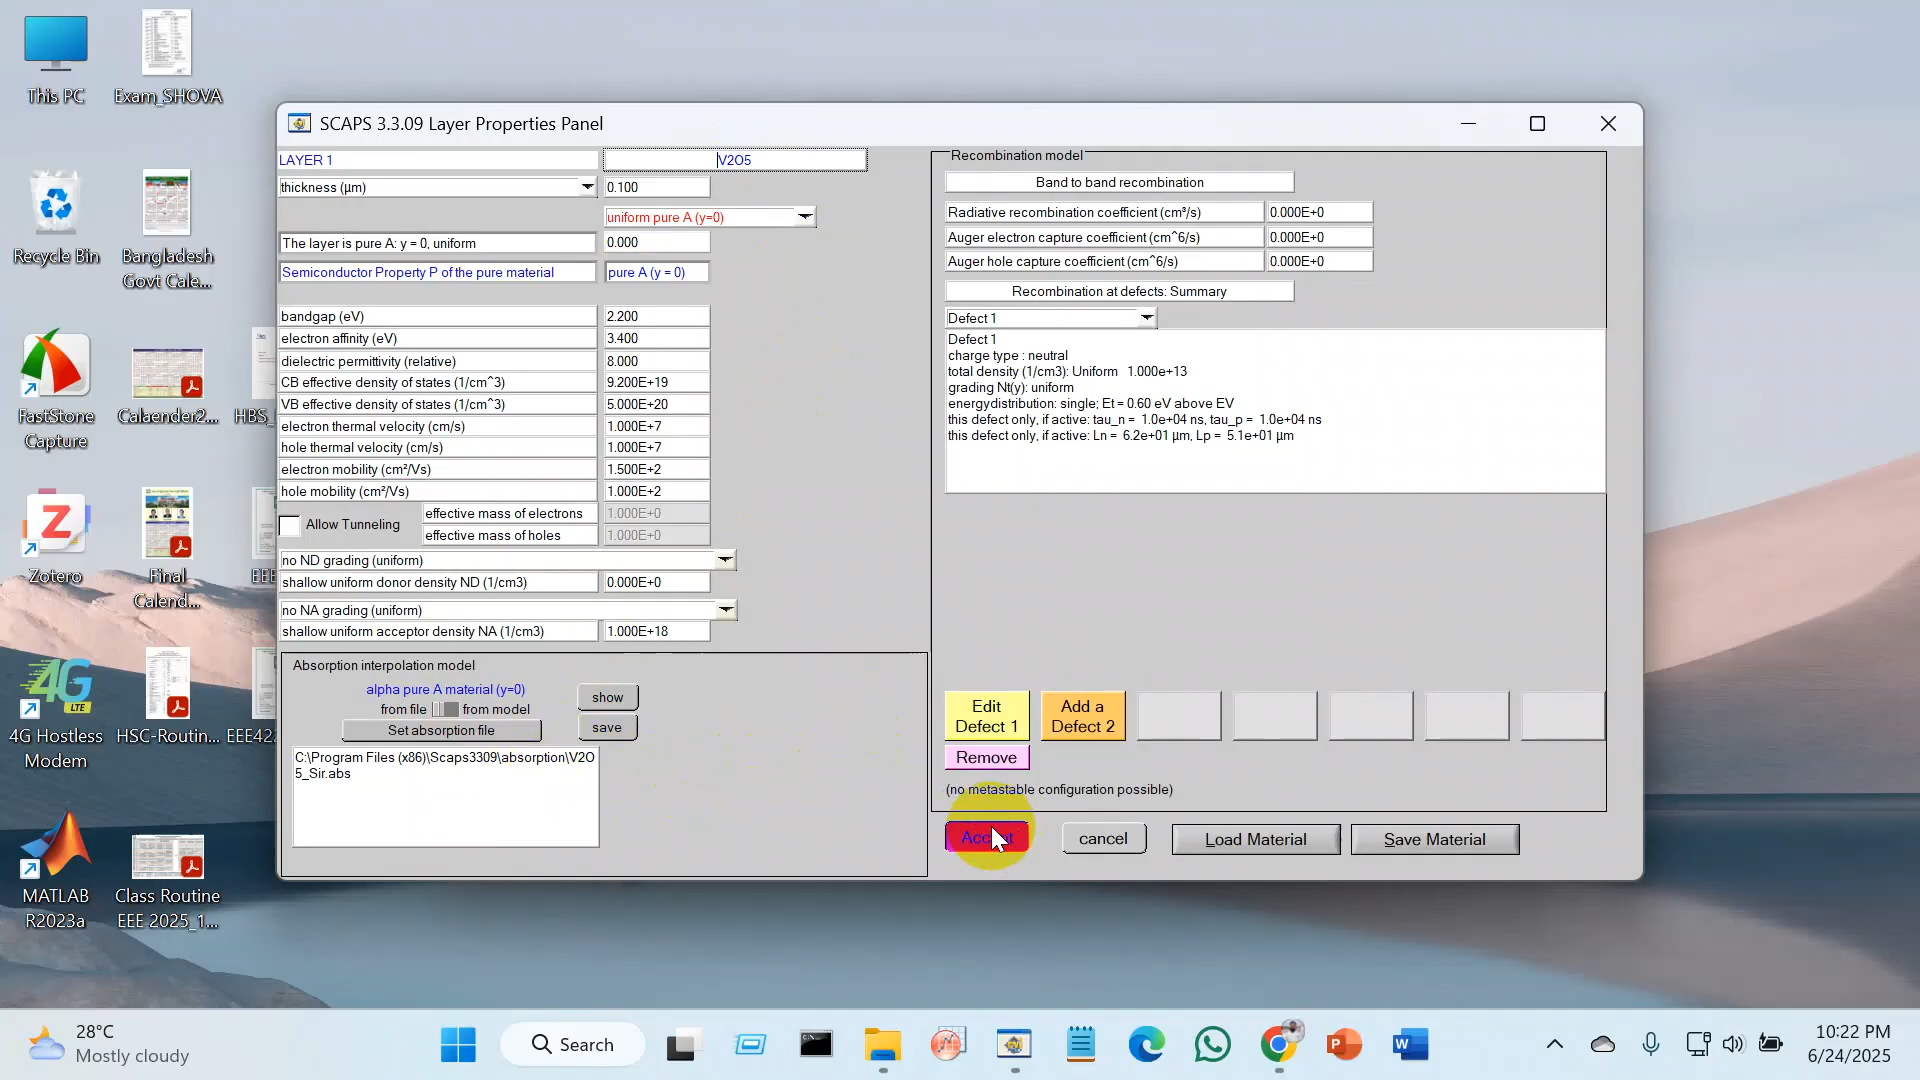 This PC
Exam_SHOVA
Recycle Bin
Bangladesh
Govt Cale...
FastStone
Capture
Calaender2...
HBS_
Zotero
Final
Calend...
EEE
4G
LTE
4G Hostless
Modem
HSC-Routin...
EEE42
MATLAB
R2023a
Class Routine
EEE 2025_1...
SCAPS 3.3.09 Layer Properties Panel
LAYER 1
V2O5
thickness (µm)
0.100
uniform pure A (y=0)
The layer is pure A: y = 0, uniform
0.000
Semiconductor Property P of the pure material
pure A (y = 0)
bandgap (eV)
2.200
electron affinity (eV)
3.400
dielectric permittivity (relative)
8.000
CB effective density of states (1/cm^3)
9.200E+19
VB effective density of states (1/cm^3)
5.000E+20
electron thermal velocity (cm/s)
1.000E+7
hole thermal velocity (cm/s)
1.000E+7
electron mobility (cm²/Vs)
1.500E+2
hole mobility (cm²/Vs)
1.000E+2
Allow Tunneling
effective mass of electrons
1.000E+0
effective mass of holes
1.000E+0
no ND grading (uniform)
shallow uniform donor density ND (1/cm3)
0.000E+0
no NA grading (uniform)
shallow uniform acceptor density NA (1/cm3)
1.000E+18
Absorption interpolation model
alpha pure A material (y=0)
from file
from model
Set absorption file
show
save
C:\Program Files (x86)\Scaps3309\absorption\V2O
5_Sir.abs
Recombination model
Band to band recombination
Radiative recombination coefficient (cm³/s)
0.000E+0
Auger electron capture coefficient (cm^6/s)
0.000E+0
Auger hole capture coefficient (cm^6/s)
0.000E+0
Recombination at defects: Summary
Defect 1
Defect 1
charge type : neutral
total density (1/cm3): Uniform 1.000e+13
grading Nt(y): uniform
energydistribution: single; Et = 0.60 eV above EV
this defect only, if active: tau_n = 1.0e+04 ns, tau_p = 1.0e+04 ns
this defect only, if active: Ln = 6.2e+01 µm, Lp = 5.1e+01 µm
Edit
Defect 1
Add a
Defect 2
Remove
(no metastable configuration possible)
cancel
Load Material
Save Material
28°C
Mostly cloudy
Search
10:22 PM
6/24/2025